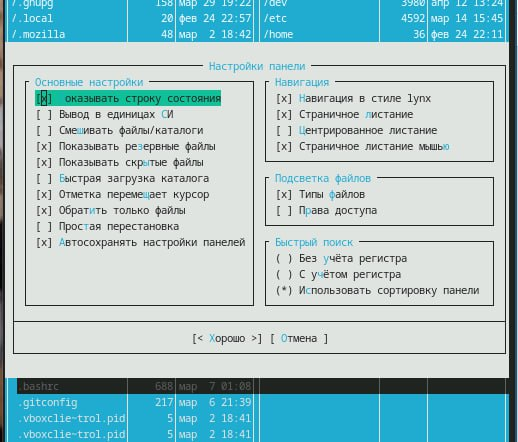 /.gnupg 158 мар 29 19:22 /dev 3980 апр 12 13:24
/.local 20 фев 24 22:57 /etc 4592 мар 14 15:45
/.mozilla 48 мар 2 18:42 /home 36 фев 24 22:11
Настройки панели
Основные настройки
[x] оказывать строку состояния
[ ] Вывод в единицах СИ
[ ] Смешивать файлы/каталоги
[x] Показывать резервные файлы
[x] Показывать скрытые файлы
[ ] Быстрая загрузка каталога
[x] Отметка перемещает курсор
[x] Обратить только файлы
[ ] Простая перестановка
[x] Автосохранять настройки панелей
Навигация
[x] Навигация в стиле lynx
[x] Страничное листание
[ ] Центрированное листание
[x] Страничное листание мышью
Подсветка файлов
[x] Типы файлов
[ ] Права доступа
Быстрый поиск
( ) Без учёта регистра
( ) С учётом регистра
(*) Использовать сортировку панели
[< Хорошо >] [ Отмена ]
.bashrc 688 мар 7 01:08
.gitconfig 217 мар 6 21:39
.vboxclie~trol.pid 5 мар 2 18:41
.vboxclie~trol.pid 5 мар 2 18:41